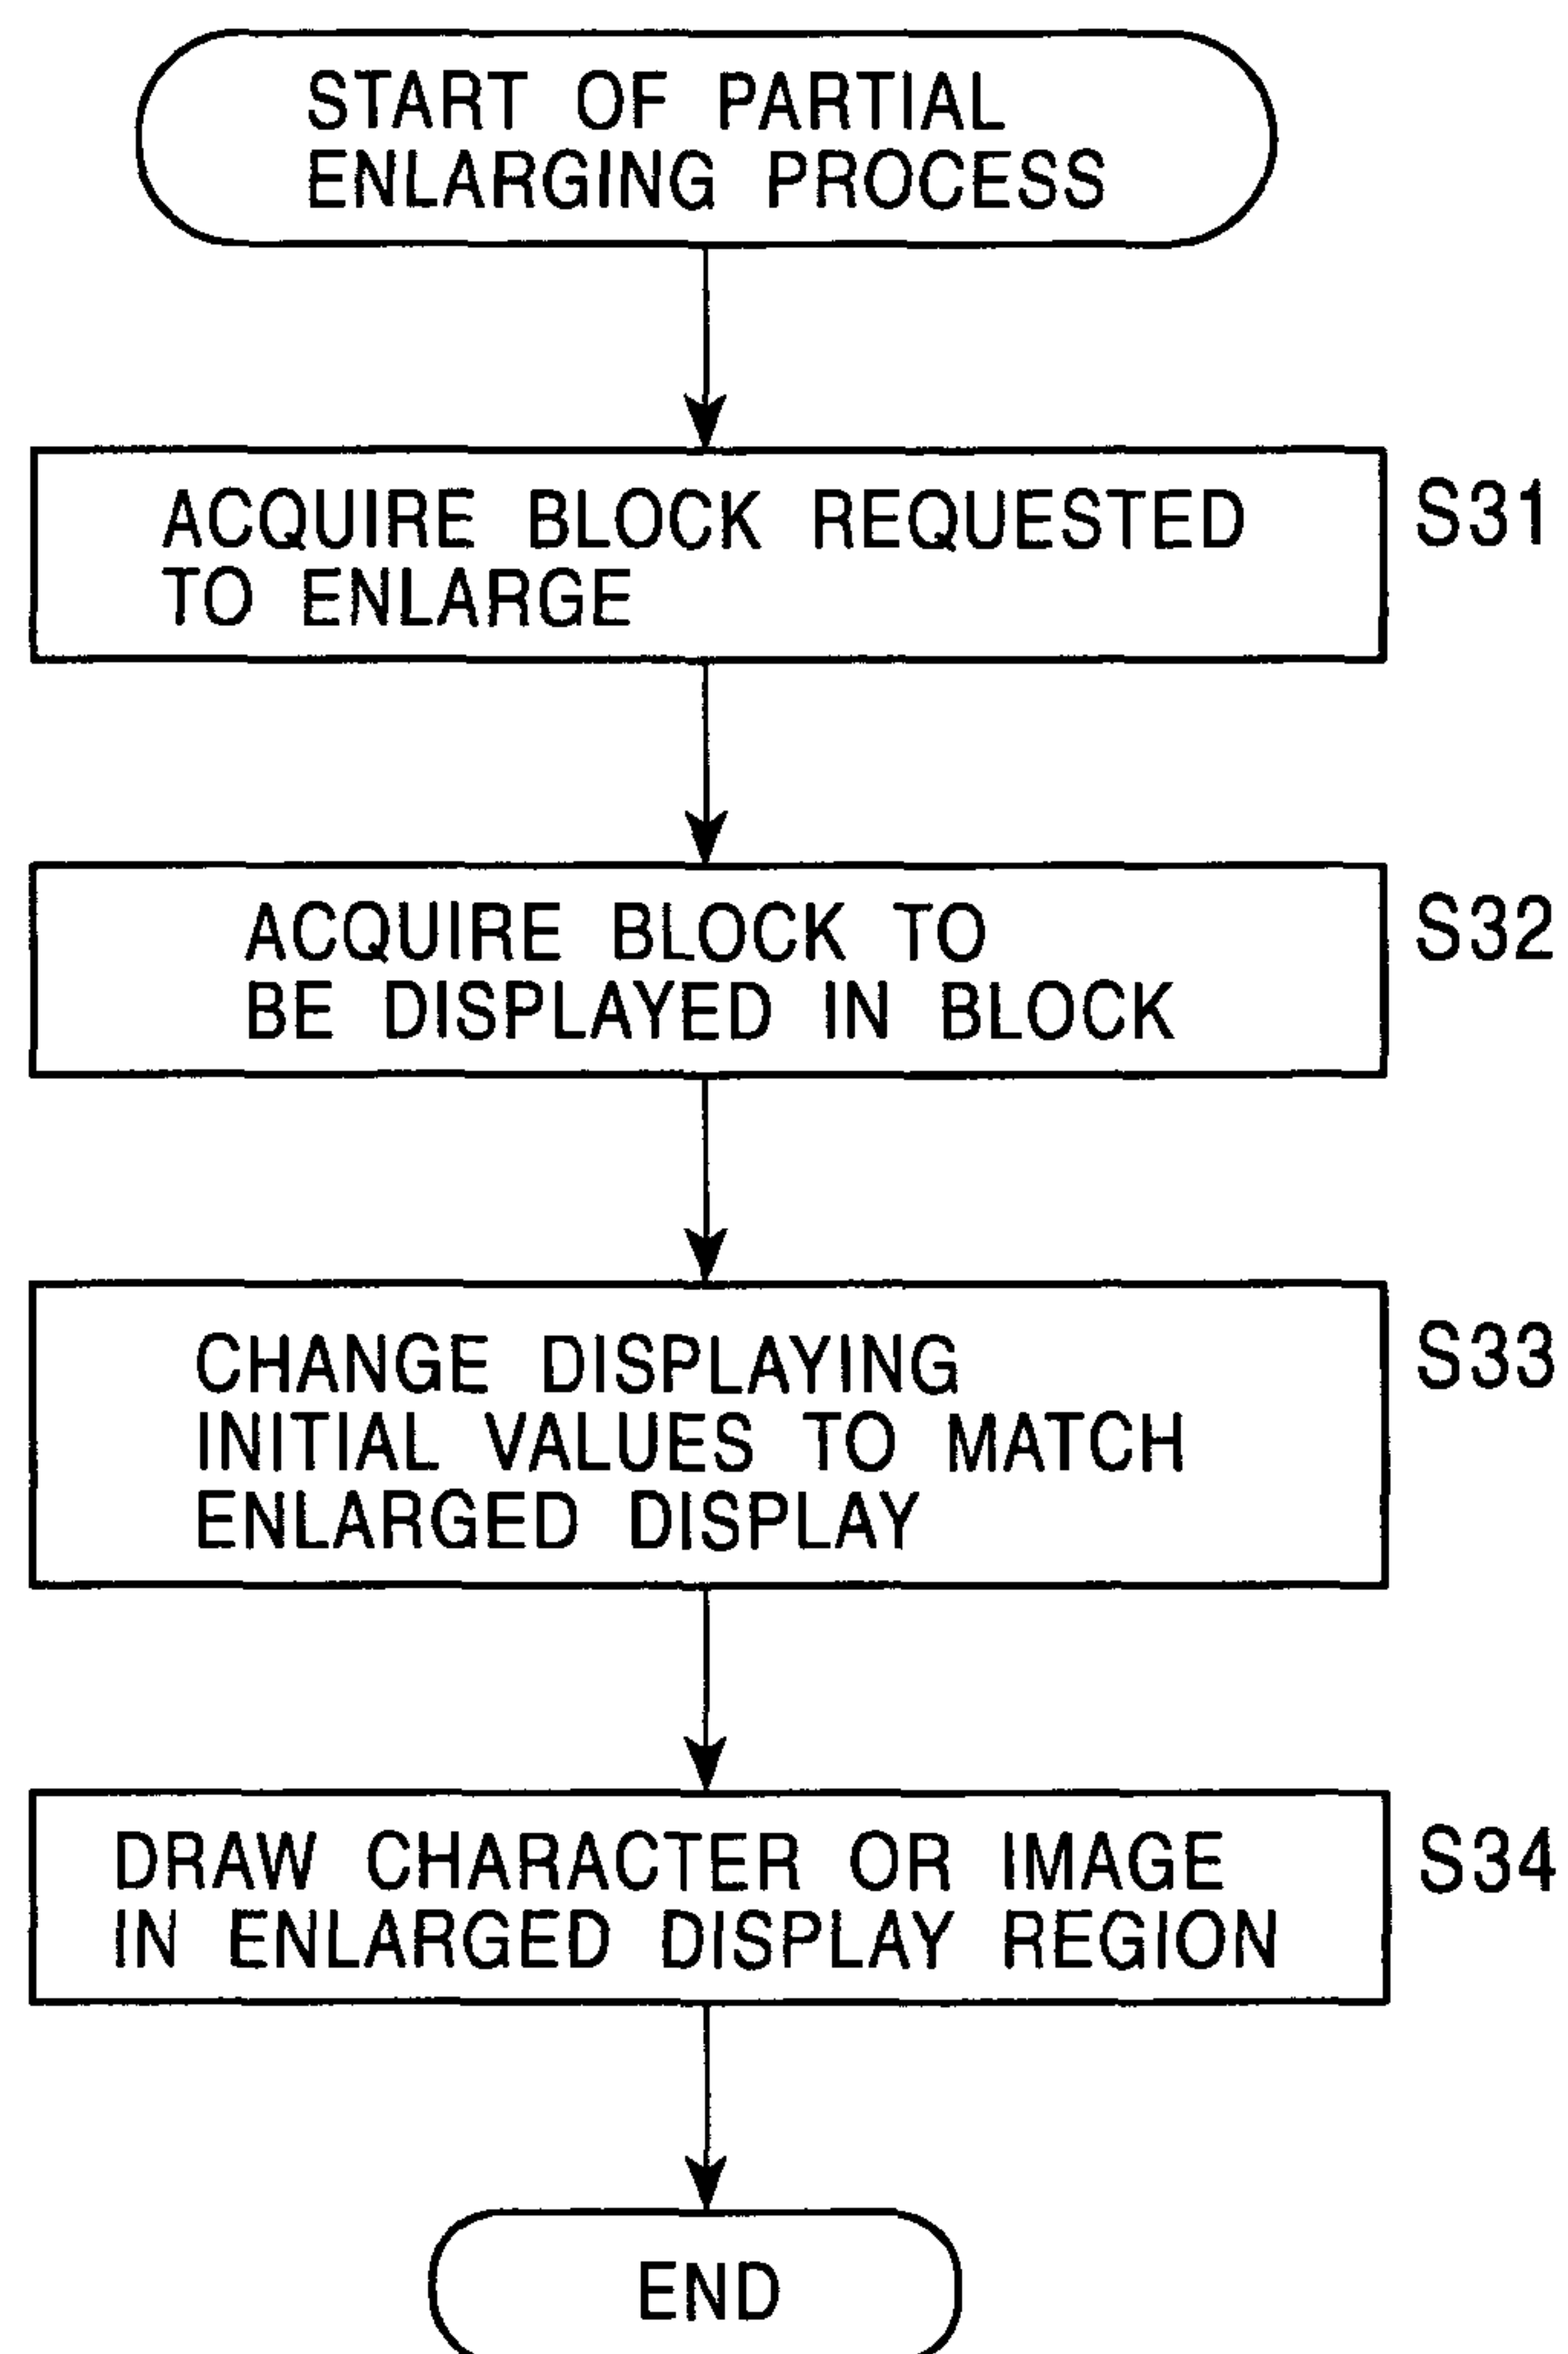 START OF PARTIAL
ENLARGING PROCESS
ACQUIRE BLOCK REQUESTED
TO ENLARGE
S31
ACQUIRE BLOCK TO
BE DISPLAYED IN BLOCK
S32
CHANGE DISPLAYING
INITIAL VALUES TO MATCH
ENLARGED DISPLAY
S33
DRAW CHARACTER OR IMAGE
IN ENLARGED DISPLAY REGION
S34
END